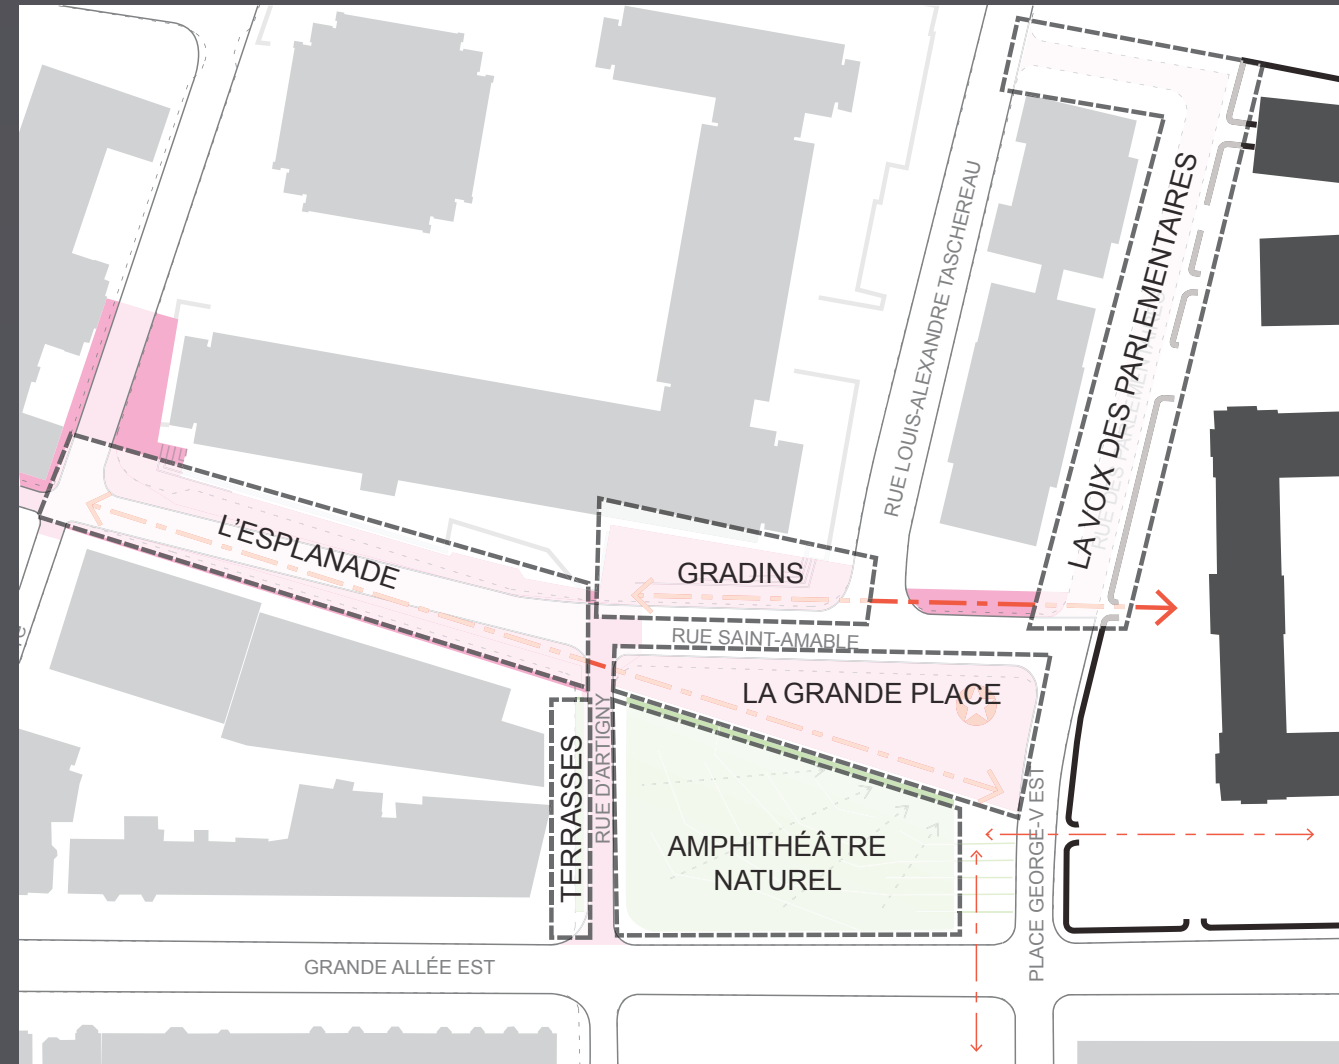 LA VOIX DES PARLEMENTAIRES
RUE LOUIS-ALEXANDRE TASCHEREAU
L'ESPLANADE
GRADINS
RUE SAINT-AMABLE
LA GRANDE PLACE
TERRASSES
RUE D'ARTIGNY
AMPHITHÉÂTRE
NATUREL
PLACE GEORGE-V EST
GRANDE ALLÉE EST